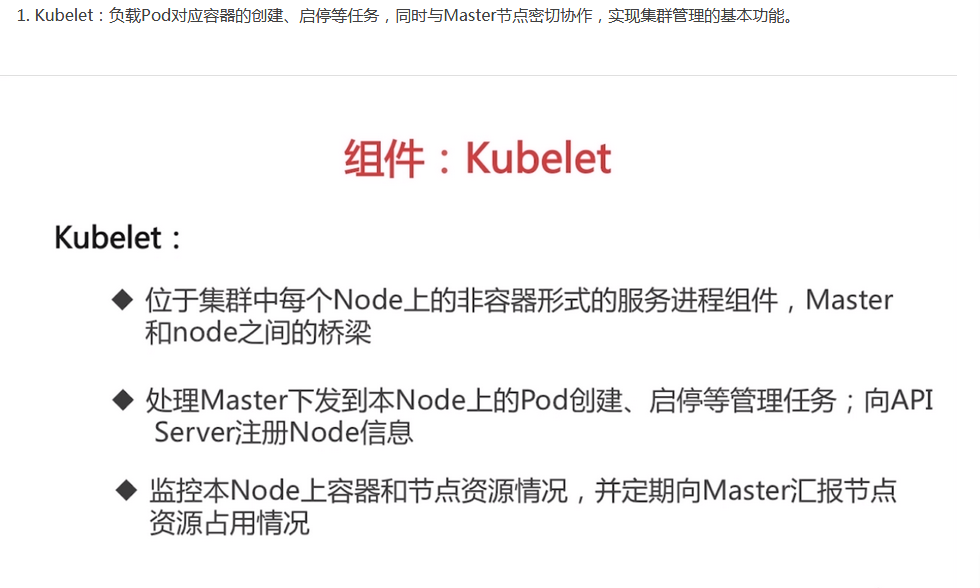 1. Kubelet：负载Pod对应容器的创建、启停等任务，同时与Master节点密切协作，实现集群管理的基本功能。
组件：Kubelet
Kubelet：
◆ 位于集群中每个Node上的非容器形式的服务进程组件，Master
和node之间的桥梁
◆ 处理Master下发到本Node上的Pod创建、启停等管理任务；向API
Server注册Node信息
◆ 监控本Node上容器和节点资源情况，并定期向Master汇报节点
资源占用情况